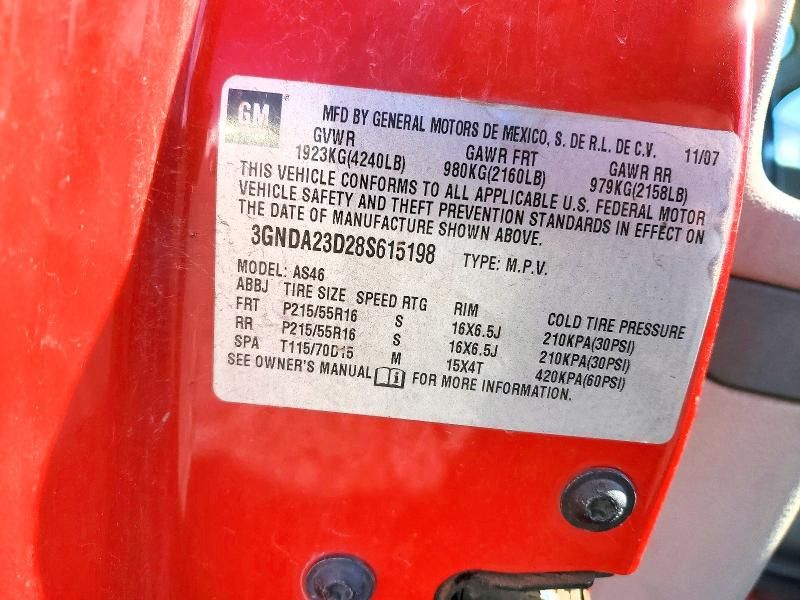 GM
MFD BY GENERAL MOTORS DE MEXICO, S. DE R.L. DE C.V. 11/07
GVWR GAWR FRT GAWR RR
1923KG(4240LB) 980KG(2160LB) 979KG(2158LB)
THIS VEHICLE CONFORMS TO ALL APPLICABLE U.S. FEDERAL MOTOR
VEHICLE SAFETY AND THEFT PREVENTION STANDARDS IN EFFECT ON
THE DATE OF MANUFACTURE SHOWN ABOVE.
3GNDA23D28S615198 TYPE: M.P.V.
MODEL: AS46
ABBJ TIRE SIZE SPEED RTG RIM COLD TIRE PRESSURE
FRT P215/55R16 S 16X6.5J 210KPA(30PSI)
RR P215/55R16 S 16X6.5J 210KPA(30PSI)
SPA T115/70D15 M 15X4T 420KPA(60PSI)
SEE OWNER'S MANUAL FOR MORE INFORMATION.